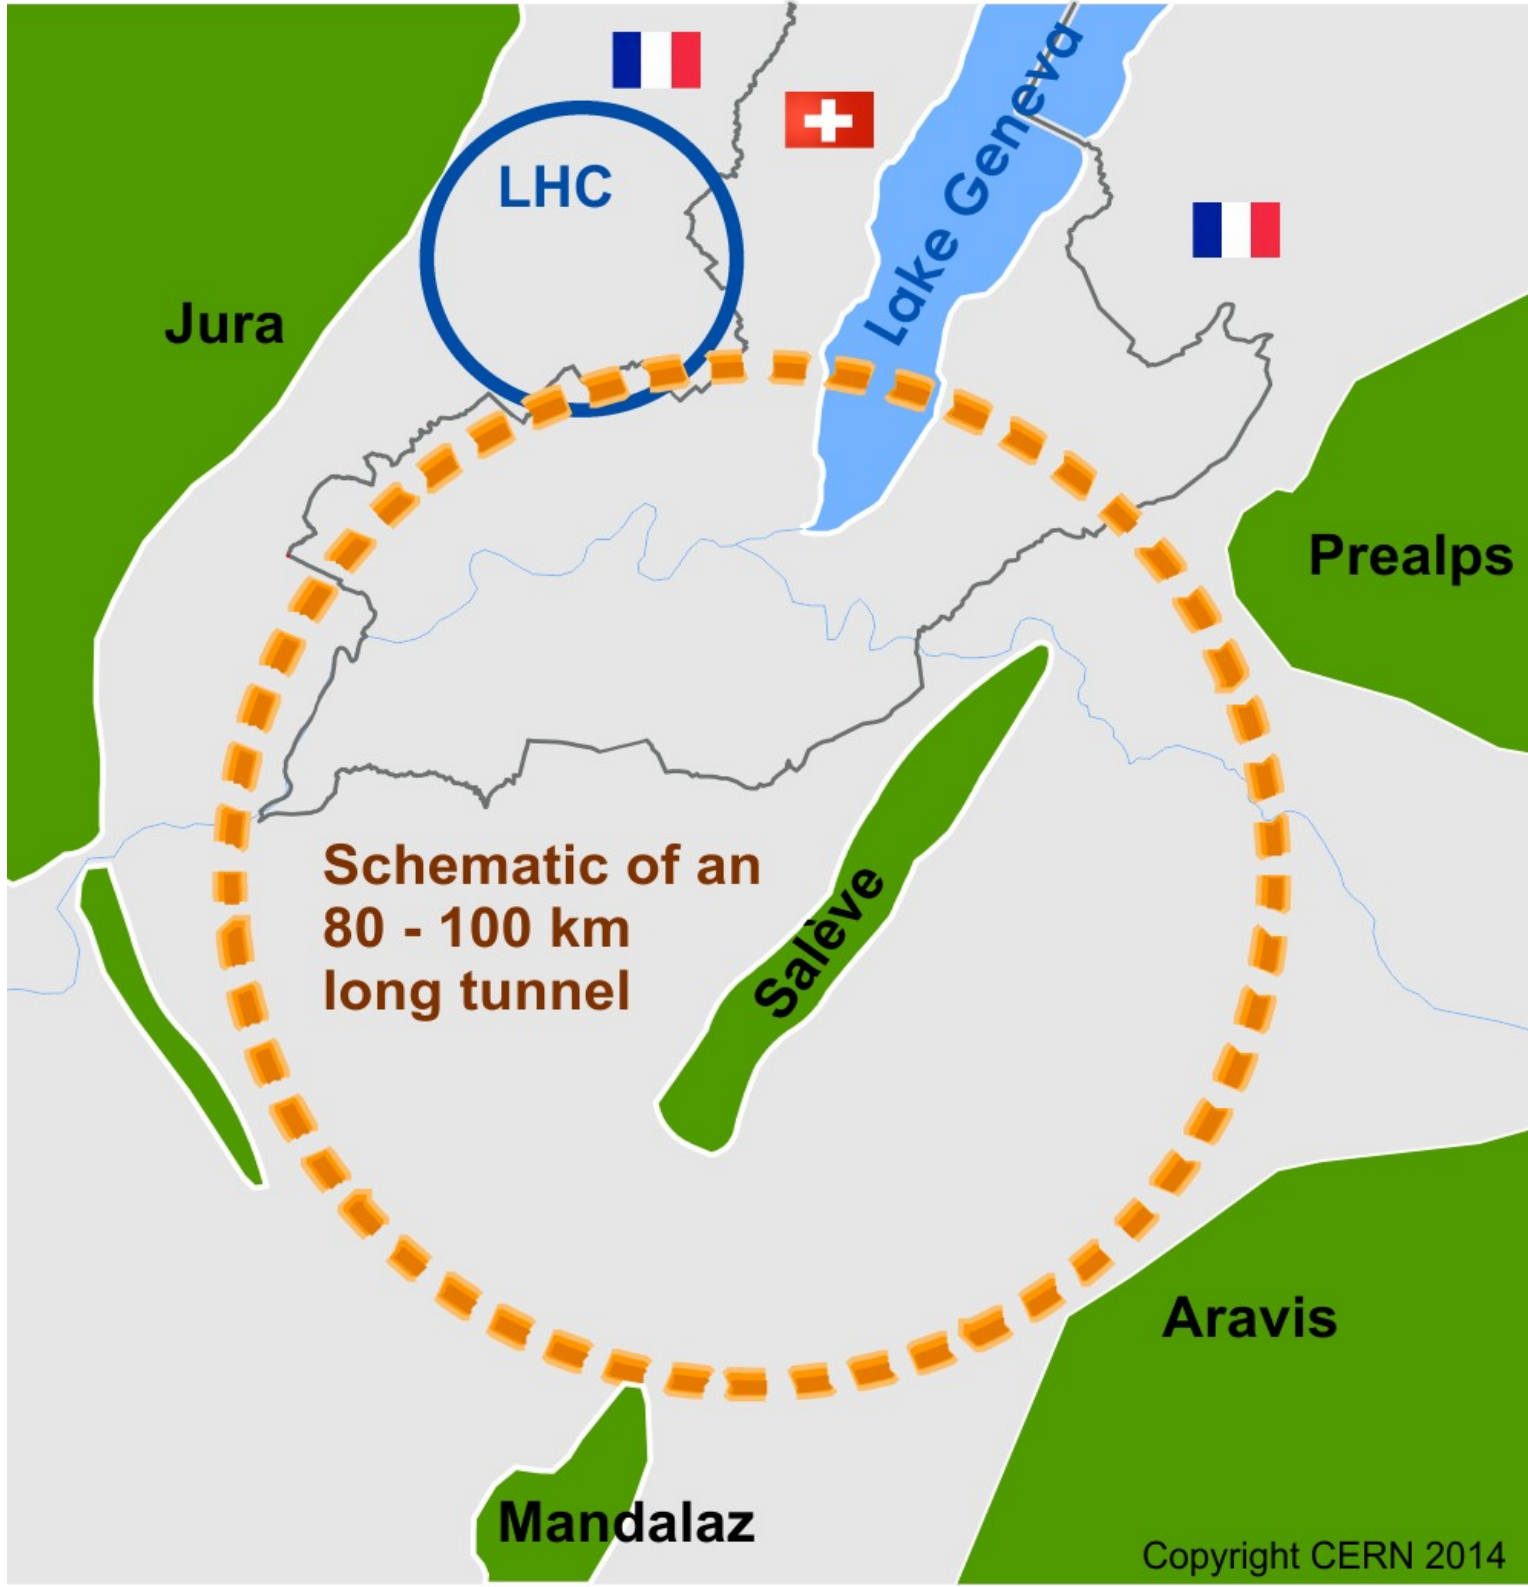 LHC
Lake Geneva
Jura
Prealps
Schematic of an
80 - 100 km
long tunnel
Salève
Aravis
Mandalaz
Copyright CERN 2014